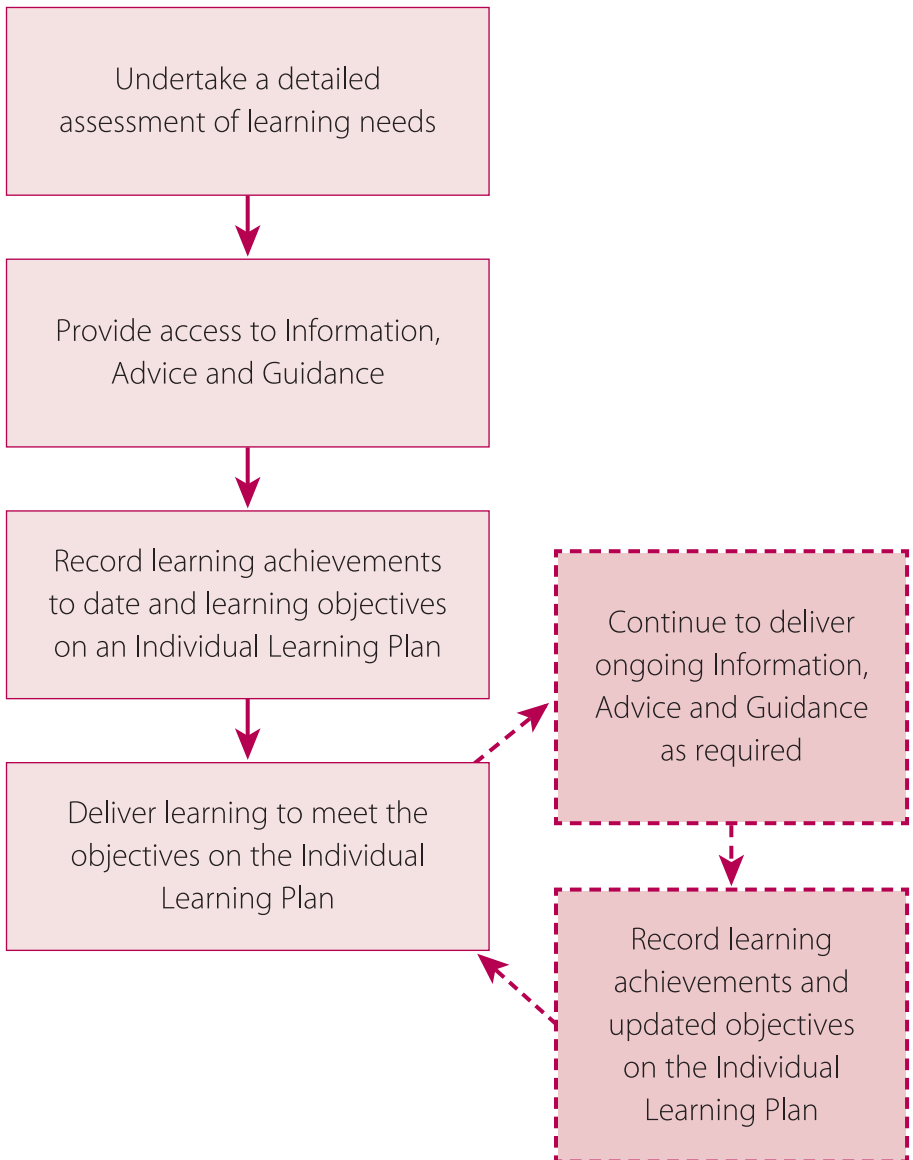 Undertake a detailed
assessment of learning needs
Provide access to Information,
Advice and Guidance
Record learning achievements
to date and learning objectives
on an Individual Learning Plan
Deliver learning to meet the
objectives on the Individual
Learning Plan
Continue to deliver
ongoing Information,
Advice and Guidance
as required
Record learning
achievements and
updated objectives
on the Individual
Learning Plan